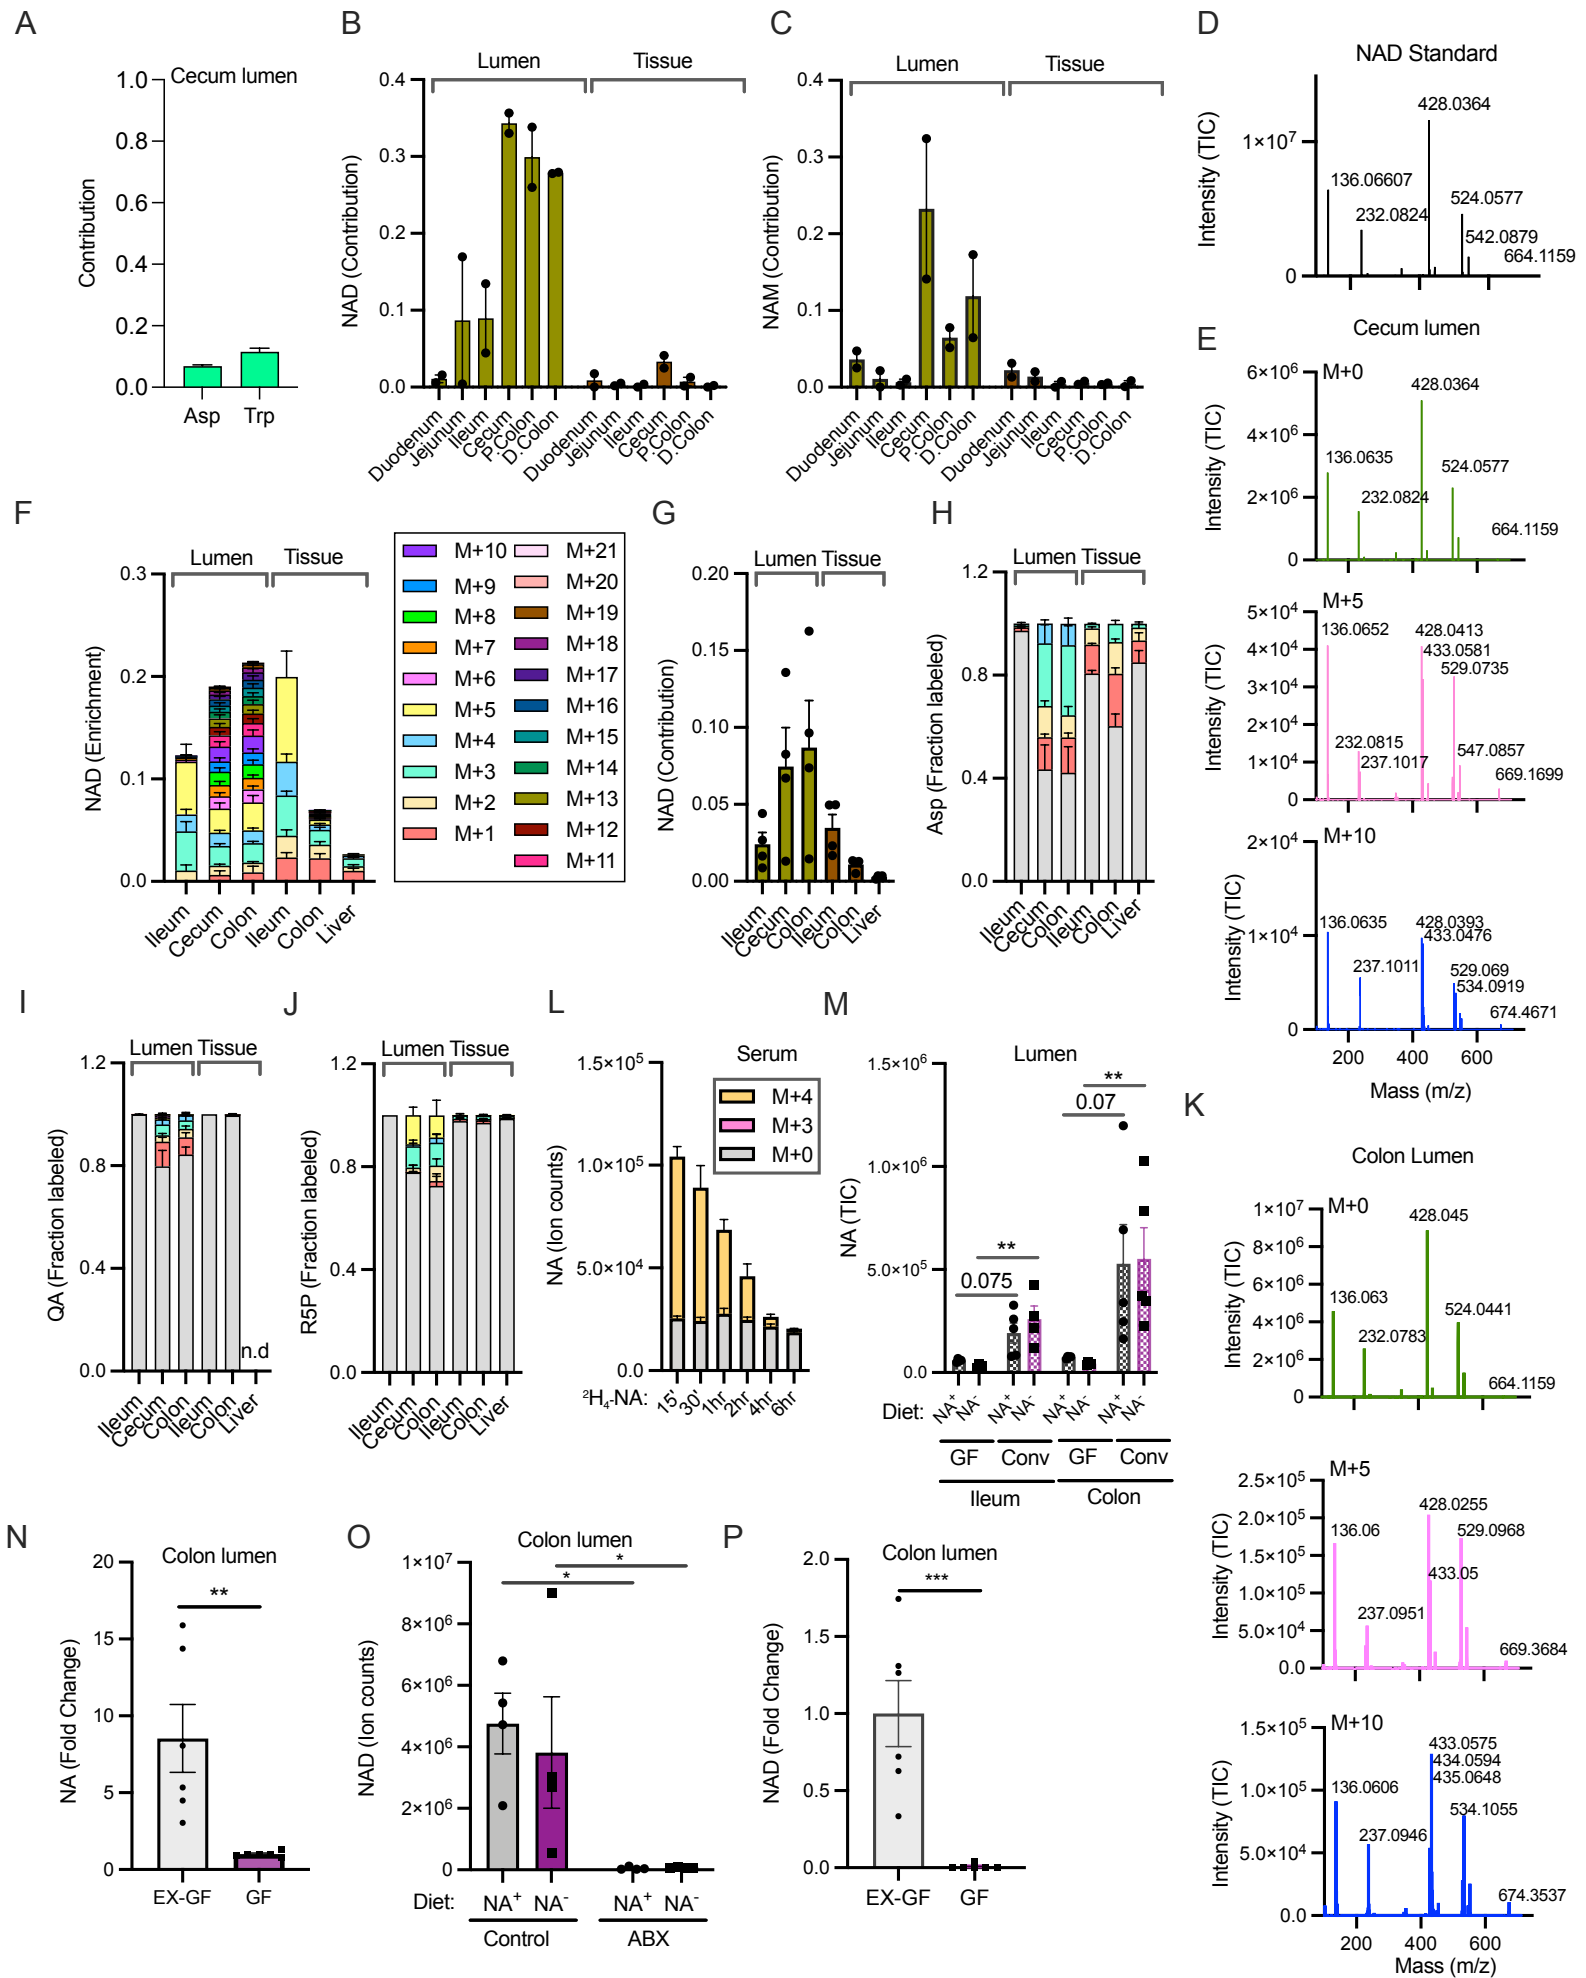 A
Cecum lumen
Contribution
1.0
0.8
0.6
0.4
0.2
0.0
Asp Trp
B
Lumen Tissue
NAD (Contribution)
0.4
0.3
0.2
0.1
0.0
Duodenum Jejunum Ileum Cecum P.Colon D.Colon Duodenum Jejunum Ileum Cecum P.Colon D.Colon
C
Lumen Tissue
NAM (Contribution)
0.4
0.3
0.2
0.1
0.0
Duodenum Jejunum Ileum Cecum P.Colon D.Colon Duodenum Jejunum Ileum Cecum P.Colon D.Colon
D
NAD Standard
Intensity (TIC)
1×10⁷
0
428.0364
136.06607
232.0824
524.0577
542.0879
664.1159
E
Cecum lumen
M+0
Intensity (TIC)
6×10⁶
4×10⁶
2×10⁶
0
428.0364
136.0635
524.0577
232.0824
664.1159
M+5
Intensity (TIC)
5×10⁴
4×10⁴
3×10⁴
2×10⁴
1×10⁴
0
136.0652
428.0413
433.0581
529.0735
232.0815
237.1017
547.0857
669.1699
M+10
Intensity (TIC)
2×10⁴
1×10⁴
0
136.0635
428.0393
433.0476
237.1011
529.069
534.0919
674.4671
200 400 600
Mass (m/z)
F
Lumen Tissue
NAD (Enrichment)
0.3
0.2
0.1
0.0
Ileum Cecum Colon Ileum Colon Liver
M+10 M+21
M+9 M+20
M+8 M+19
M+7 M+18
M+6 M+17
M+5 M+16
M+4 M+15
M+3 M+14
M+2 M+13
M+1 M+12
M+11
G
Lumen Tissue
NAD (Contribution)
0.20
0.15
0.10
0.05
0.00
Ileum Cecum Colon Ileum Colon Liver
H
Lumen Tissue
Asp (Fraction labeled)
1.2
0.8
0.4
0.0
Ileum Cecum Colon Ileum Colon Liver
I
Lumen Tissue
QA (Fraction labeled)
1.2
0.8
0.4
0.0
n.d
Ileum Cecum Colon Ileum Colon Liver
J
Lumen Tissue
R5P (Fraction labeled)
1.2
0.8
0.4
0.0
Ileum Cecum Colon Ileum Colon Liver
L
Serum
M+4
M+3
M+0
NA (Ion counts)
1.5×10⁵
1.0×10⁵
5.0×10⁴
0.0
²H₄-NA: 15' 30' 1hr 2hr 4hr 6hr
M
Lumen
NA (TIC)
1.5×10⁶
1.0×10⁶
5.0×10⁵
0.0
0.075
**
0.07
**
Diet: NA⁺ NA⁻ NA⁺ NA⁻ NA⁺ NA⁻ NA⁺ NA⁻
GF Conv GF Conv
Ileum Colon
K
Colon Lumen
M+0
Intensity (TIC)
1×10⁷
8×10⁶
6×10⁶
4×10⁶
2×10⁶
0
428.045
136.063
524.0441
232.0783
664.1159
M+5
Intensity (TIC)
2.5×10⁵
2.0×10⁵
1.5×10⁵
1.0×10⁵
5.0×10⁴
0.0
428.0255
136.06
529.0968
433.05
237.0951
669.3684
M+10
Intensity (TIC)
1.5×10⁵
1.0×10⁵
5.0×10⁴
0.0
433.0575
434.0594
435.0648
136.0606
534.1055
237.0946
674.3537
200 400 600
Mass (m/z)
N
Colon lumen
**
NA (Fold Change)
20
15
10
5
0
EX-GF GF
O
Colon lumen
*
*
NAD (Ion counts)
1×10⁷
8×10⁶
6×10⁶
4×10⁶
2×10⁶
0
Diet: NA⁺ NA⁻ NA⁺ NA⁻
Control ABX
P
Colon lumen
***
NAD (Fold Change)
2.0
1.5
1.0
0.5
0.0
EX-GF GF